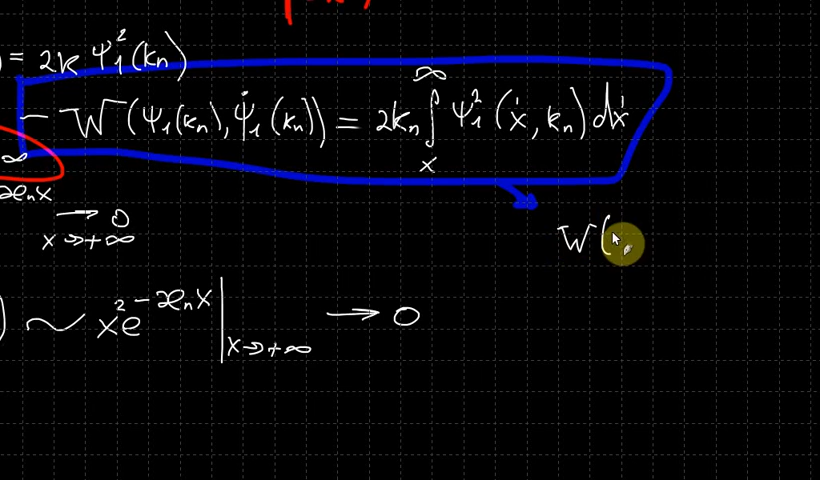 ) = 2k Ψ₁²(kₙ)
− W(Ψ₁(kₙ), Ψ̇₁(kₙ)) = 2kₙ ∫ₓ^∞ Ψ₁²(x', kₙ) dx'
∞
æₙx
→ 0
x→+∞
W(
) ~ x²e^{−æₙx} |_{x→+∞} → 0